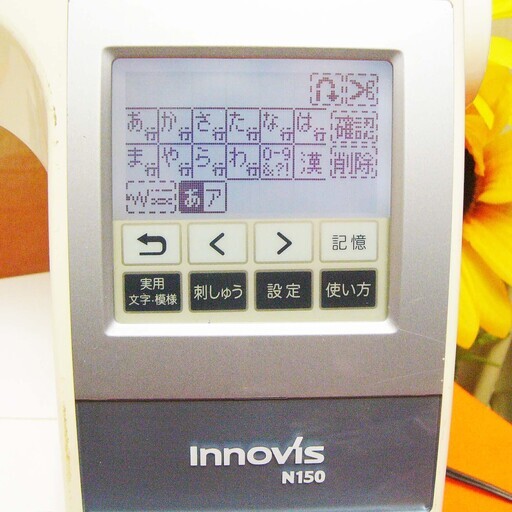 あ行 か行 さ行 た行 な行 は行 確認
ま行 や行 ら行 わ行 0-9&?! 漢 削除
あ ア
記憶
実用
文字・模様
刺しゅう 設定 使い方
innovis
N150